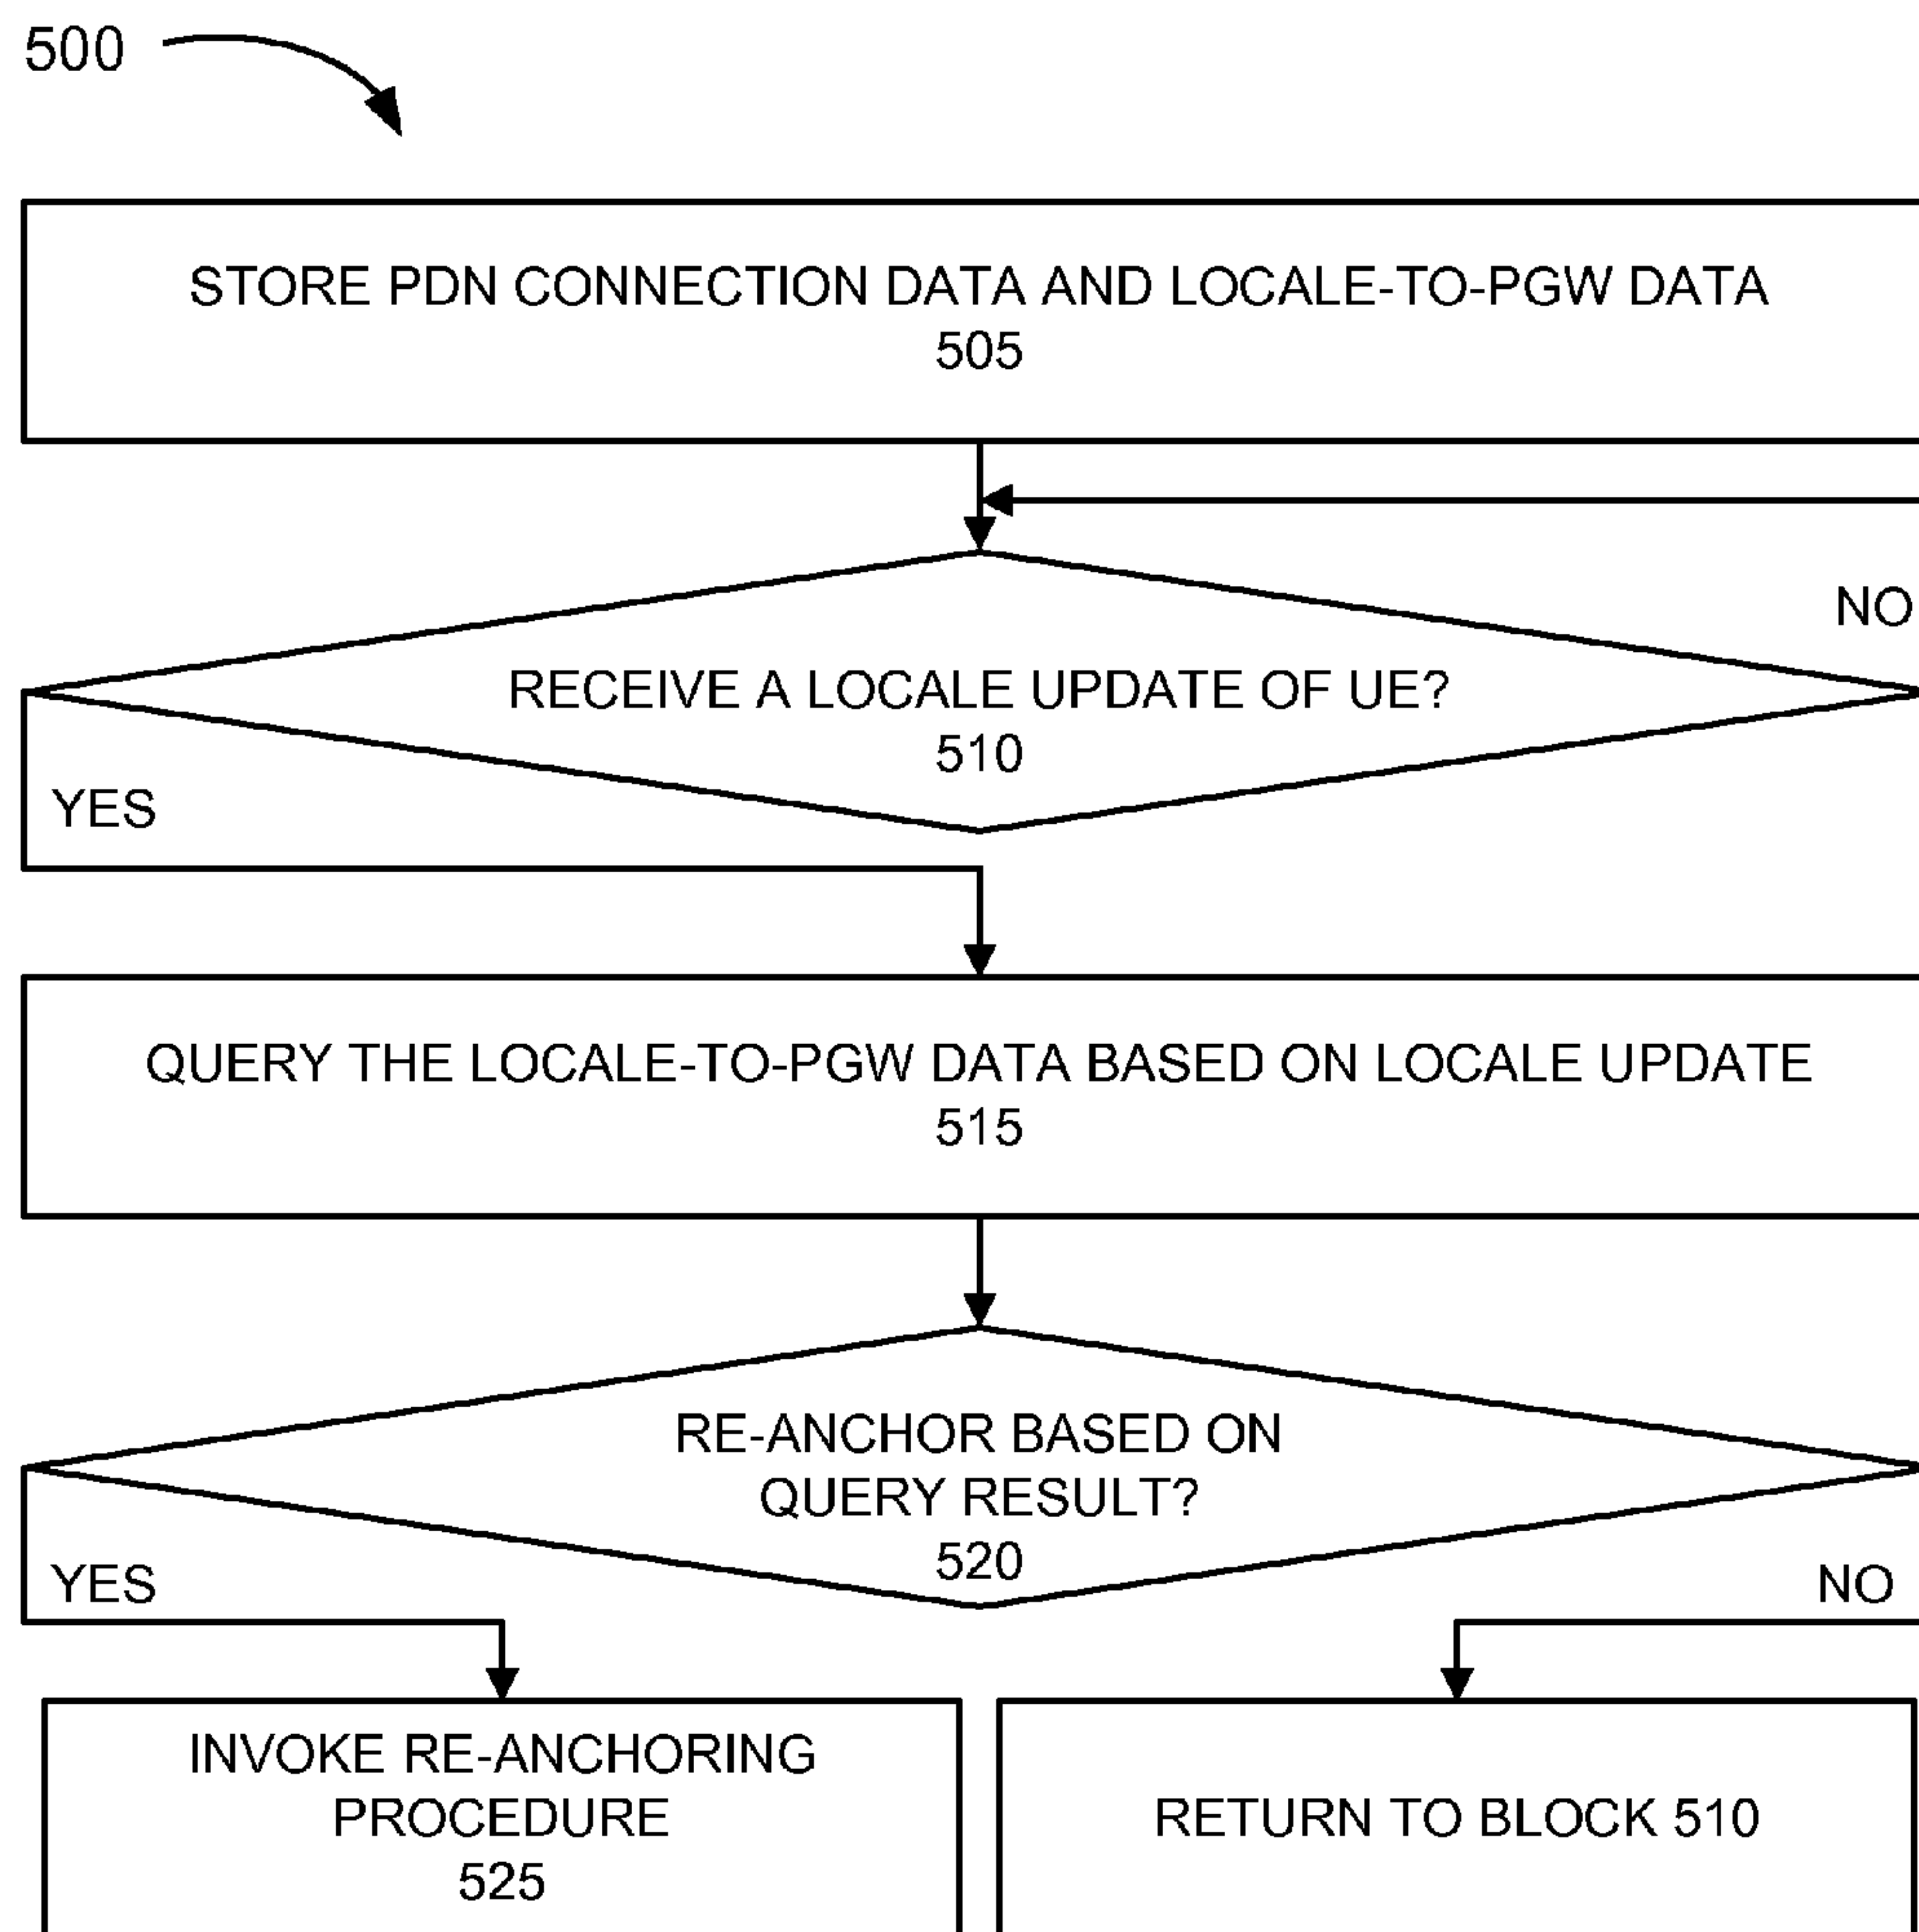 500
STORE PDN CONNECTION DATA AND LOCALE-TO-PGW DATA
505
NO
RECEIVE A LOCALE UPDATE OF UE?
510
YES
QUERY THE LOCALE-TO-PGW DATA BASED ON LOCALE UPDATE
515
RE-ANCHOR BASED ON
QUERY RESULT?
520
YES
NO
INVOKE RE-ANCHORING
PROCEDURE
525
RETURN TO BLOCK 510